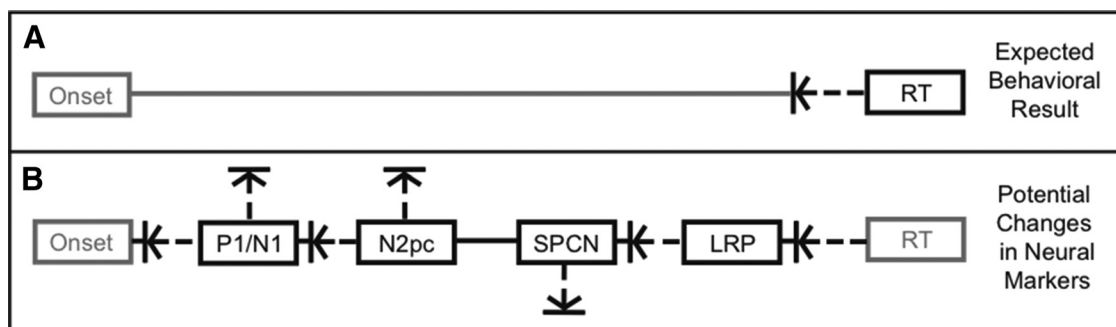 A
Onset
RT
Expected
Behavioral
Result
B
Onset
P1/N1
N2pc
SPCN
LRP
RT
Potential
Changes
in Neural
Markers